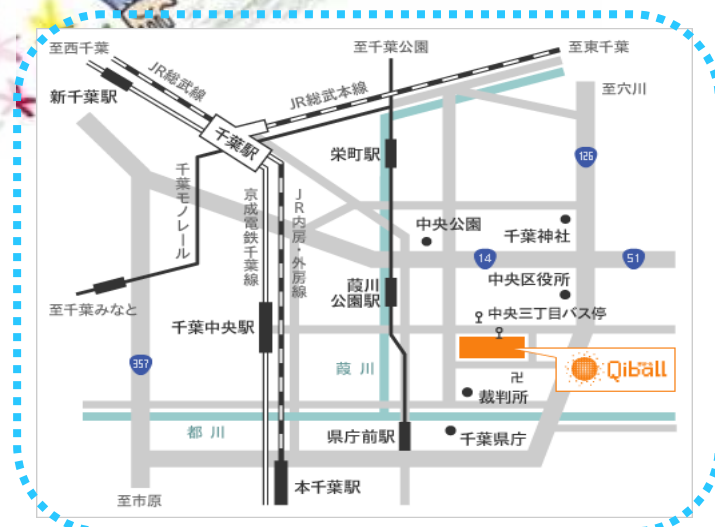 至西千葉
至千葉公園
至東千葉
JR総武線
新千葉駅
JR総武本線
至穴川
千葉駅
栄町駅
126
千葉モノレール
京成電鉄千葉線
JR内房・外房線
中央公園
千葉神社
14
51
葭川
公園駅
中央区役所
至千葉みなと
中央三丁目バス停
千葉中央駅
357
葭川
Qiball
卍
裁判所
都川
県庁前駅
千葉県庁
本千葉駅
至市原